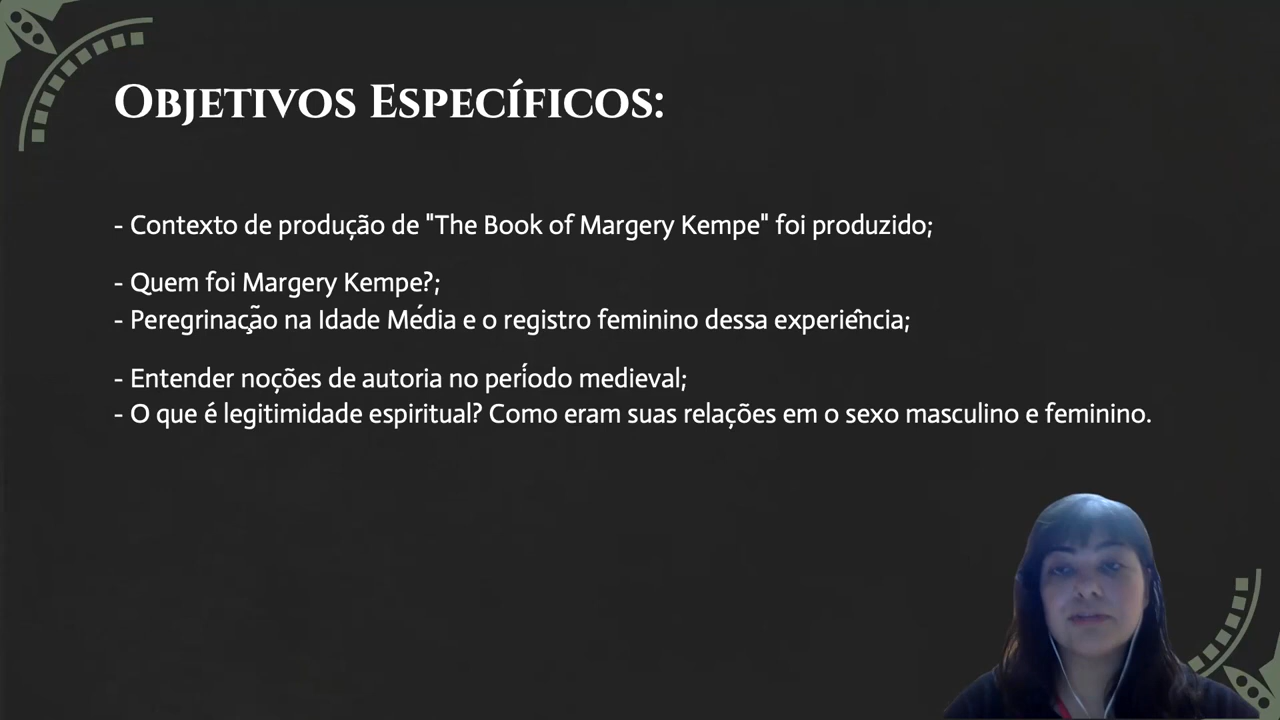 Objetivos Específicos:
- Contexto de produção de "The Book of Margery Kempe" foi produzido;
- Quem foi Margery Kempe?;
- Peregrinação na Idade Média e o registro feminino dessa experiência;
- Entender noções de autoria no período medieval;
- O que é legitimidade espiritual? Como eram suas relações em o sexo masculino e feminino.